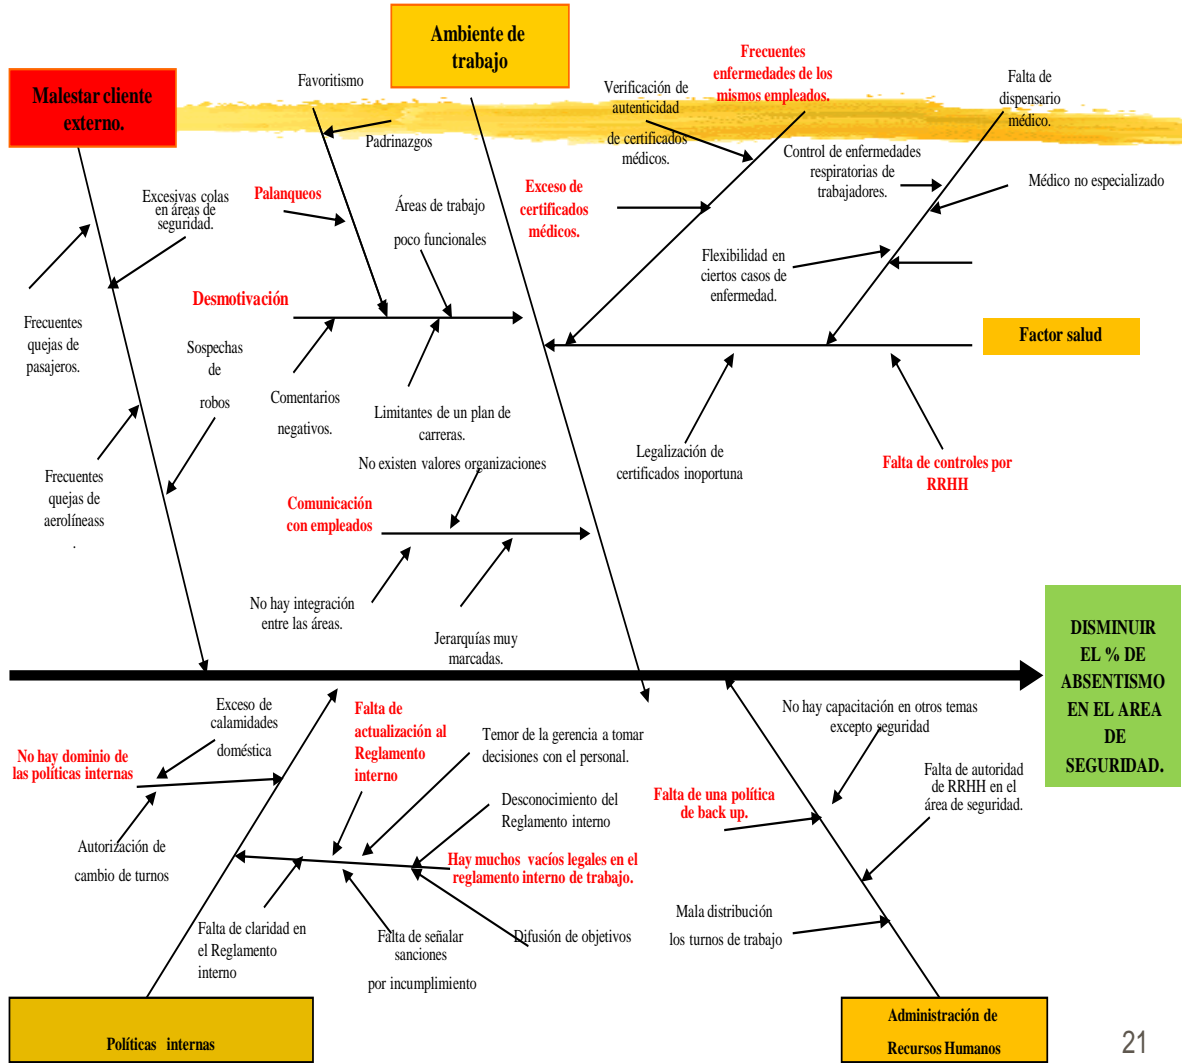 Malestar cliente
externo.
Ambiente de
trabajo
Favoritismo
Padrinazgos
Palanqueos
Áreas de trabajo
poco funcionales
Excesivas colas
en áreas de
seguridad.
Frecuentes
quejas de
pasajeros.
Desmotivación
Sospechas
de
robos
Comentarios
negativos.
Limitantes de un plan de
carreras.
No existen valores organizaciones
Frecuentes
quejas de
aerolíneass
.
Comunicación
con empleados
No hay integración
entre las áreas.
Jerarquías muy
marcadas.
Frecuentes
enfermedades de los
mismos empleados.
Verificación de
autenticidad
de certificados
médicos.
Exceso de
certificados
médicos.
Falta de
dispensario
médico.
Control de enfermedades
respiratorias de
trabajadores.
Médico no especializado
Flexibilidad en
ciertos casos de
enfermedad.
Factor salud
Legalización de
certificados inoportuna
Falta de controles por
RRHH
DISMINUIR
EL % DE
ABSENTISMO
EN EL AREA
DE
SEGURIDAD.
Exceso de
calamidades
doméstica
No hay dominio de
las políticas internas
Autorización de
cambio de turnos
Falta de
actualización al
Reglamento
interno
Temor de la gerencia a tomar
decisiones con el personal.
Desconocimiento del
Reglamento interno
Hay muchos vacíos legales en el
reglamento interno de trabajo.
Falta de claridad en
el Reglamento
interno
Falta de señalar
sanciones
por incumplimiento
Difusión de objetivos
No hay capacitación en otros temas
excepto seguridad
Falta de una política
de back up.
Falta de autoridad
de RRHH en el
área de seguridad.
Mala distribución
los turnos de trabajo
Políticas internas
Administración de
Recursos Humanos
21